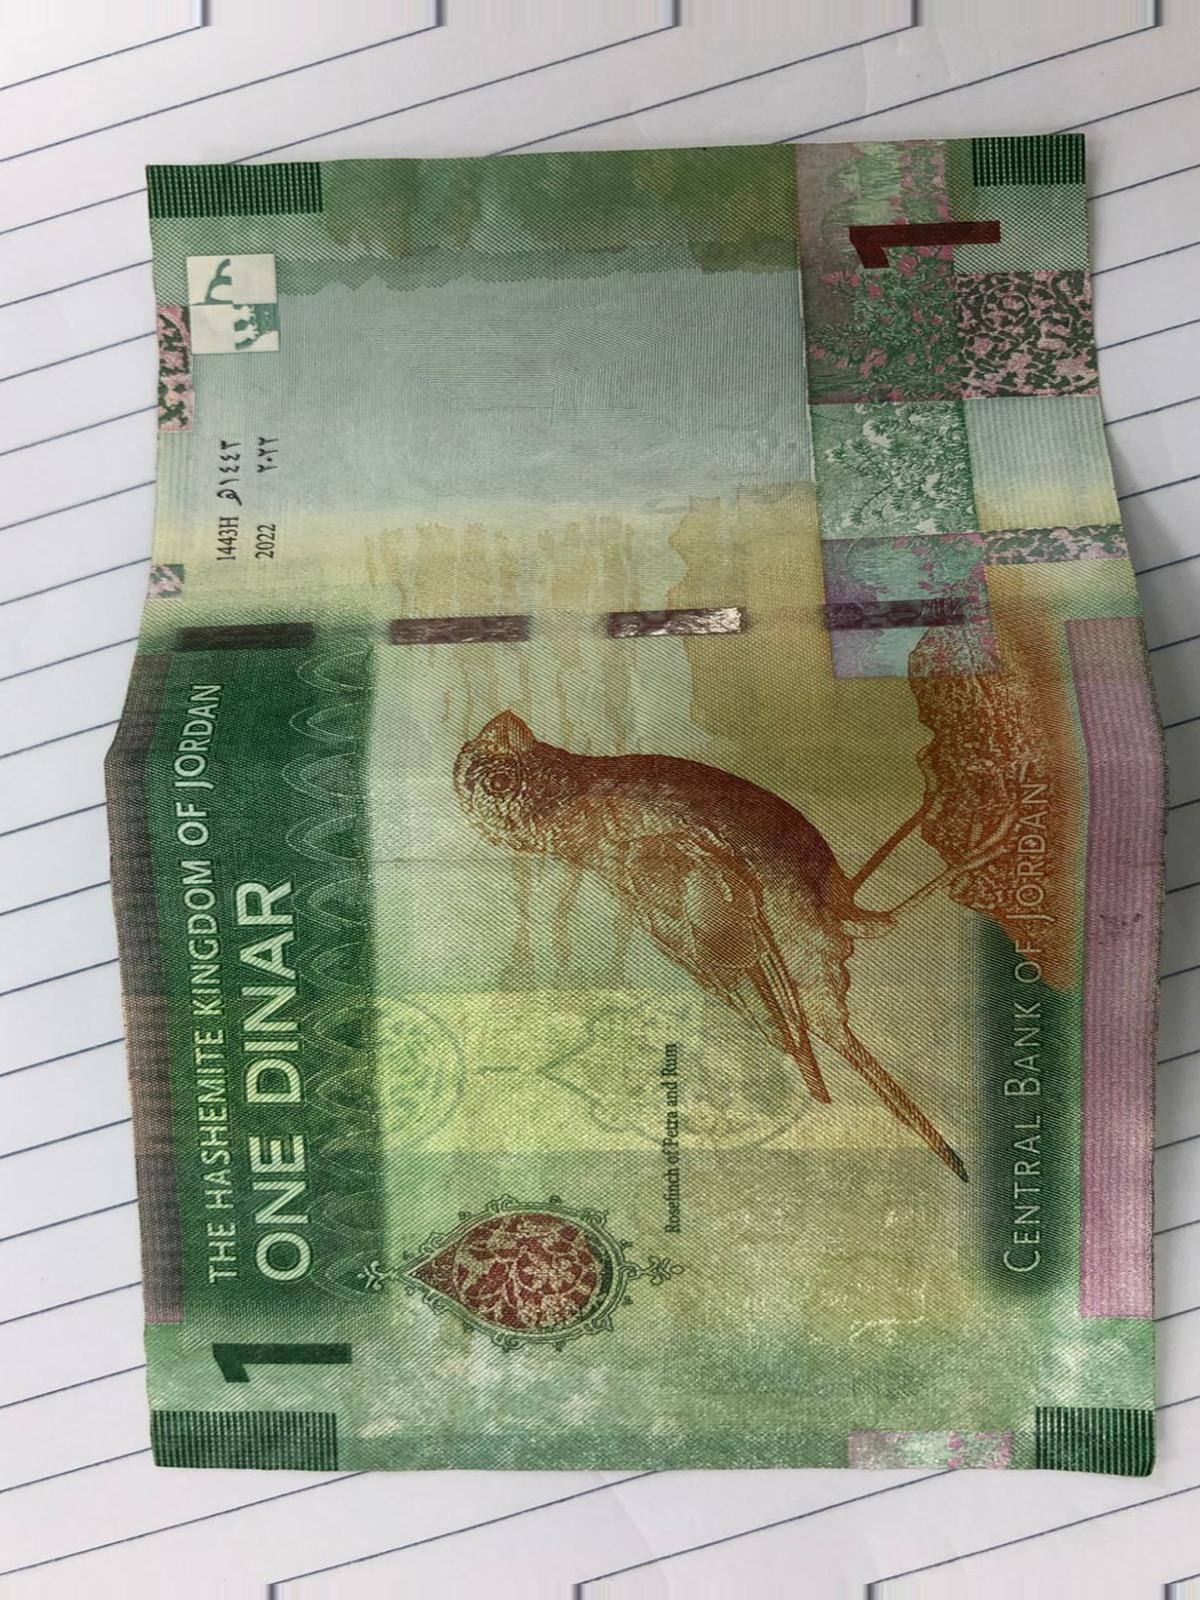 THE HASHEMITE KINGDOM OF JORDAN
ONE DINAR
1
1443H ١٤٤٣هـ
2022 ٢٠٢٢
Rosefinch of Petra and Rum
CENTRAL BANK OF JORDAN
1